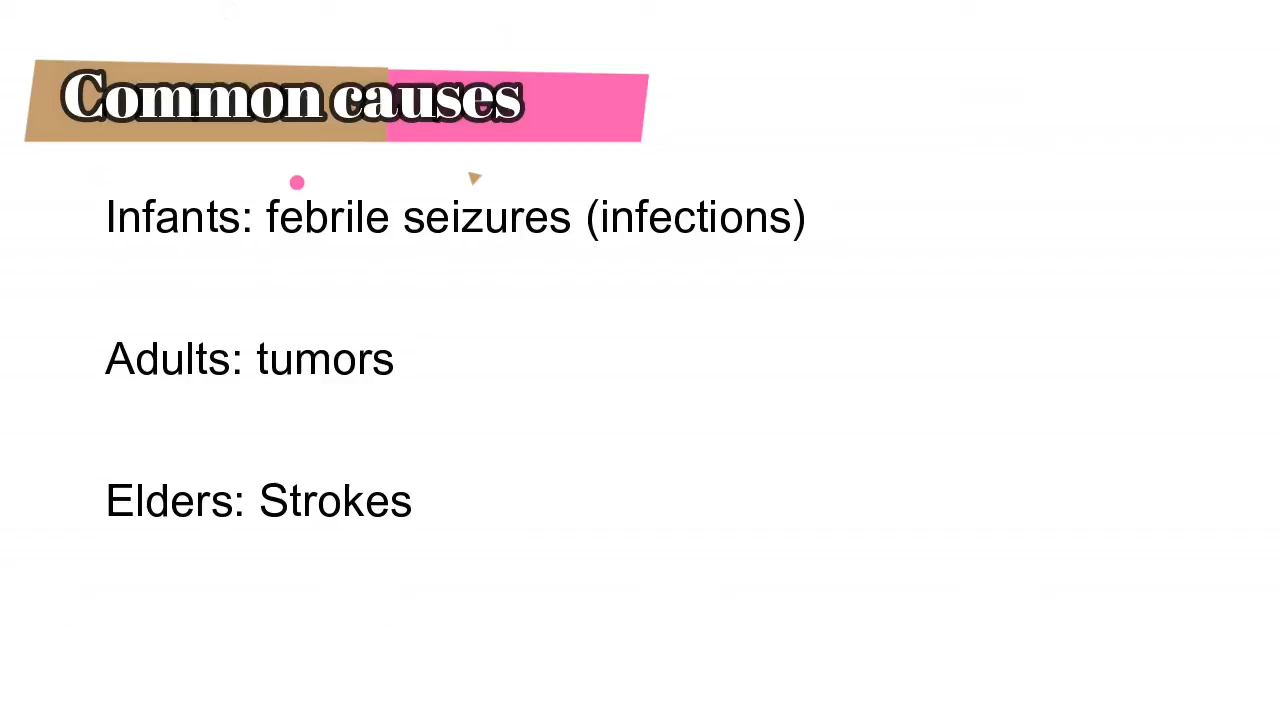 Common causes
Infants: febrile seizures (infections)
Adults: tumors
Elders: Strokes